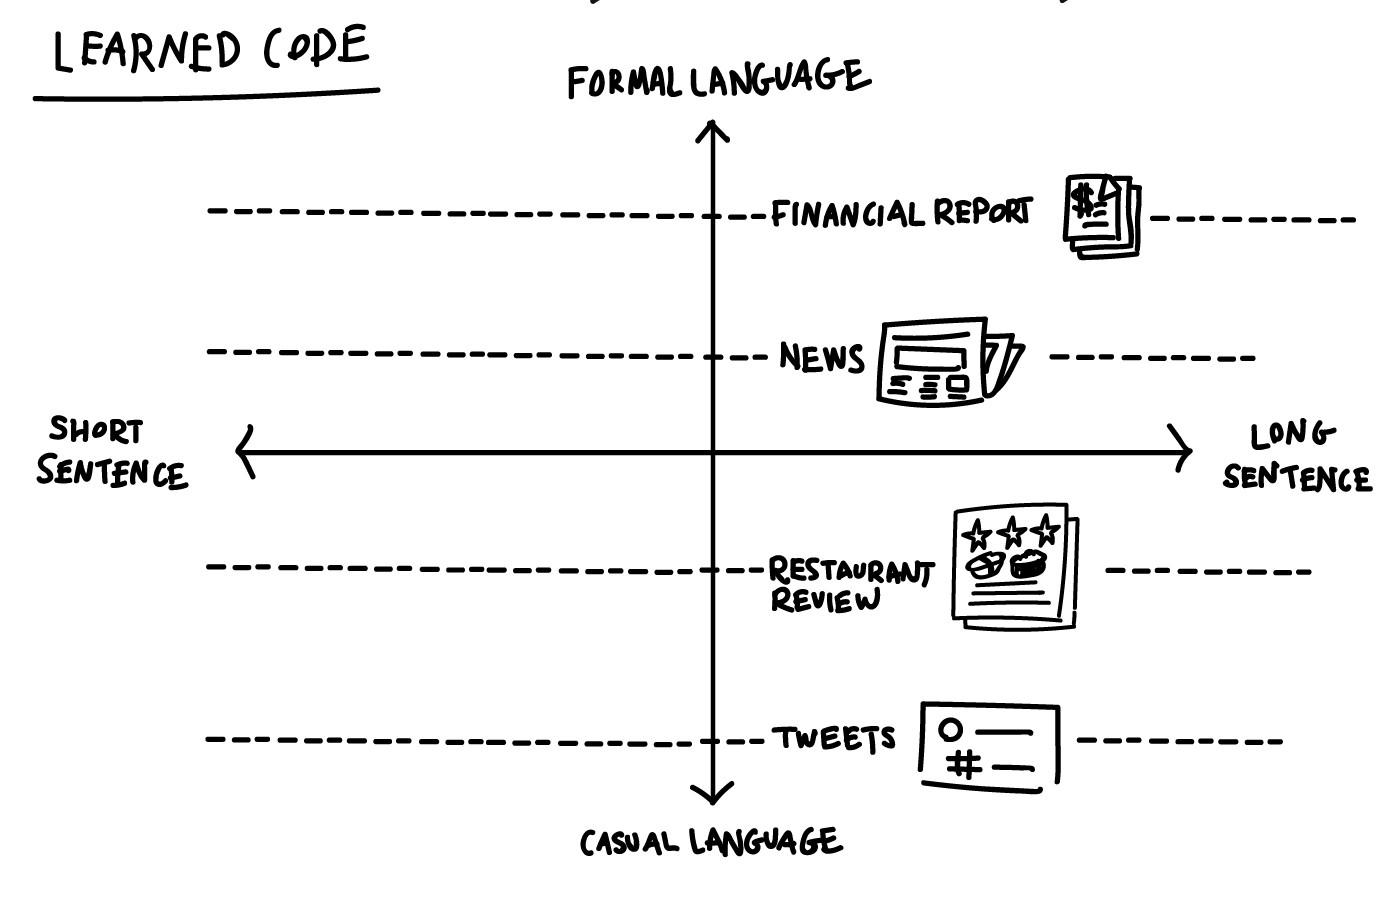 LEARNED CODE
FORMAL LANGUAGE
FINANCIAL REPORT
$
NEWS
SHORT
SENTENCE
LONG
SENTENCE
RESTAURANT
REVIEW
TWEETS
#
CASUAL LANGUAGE